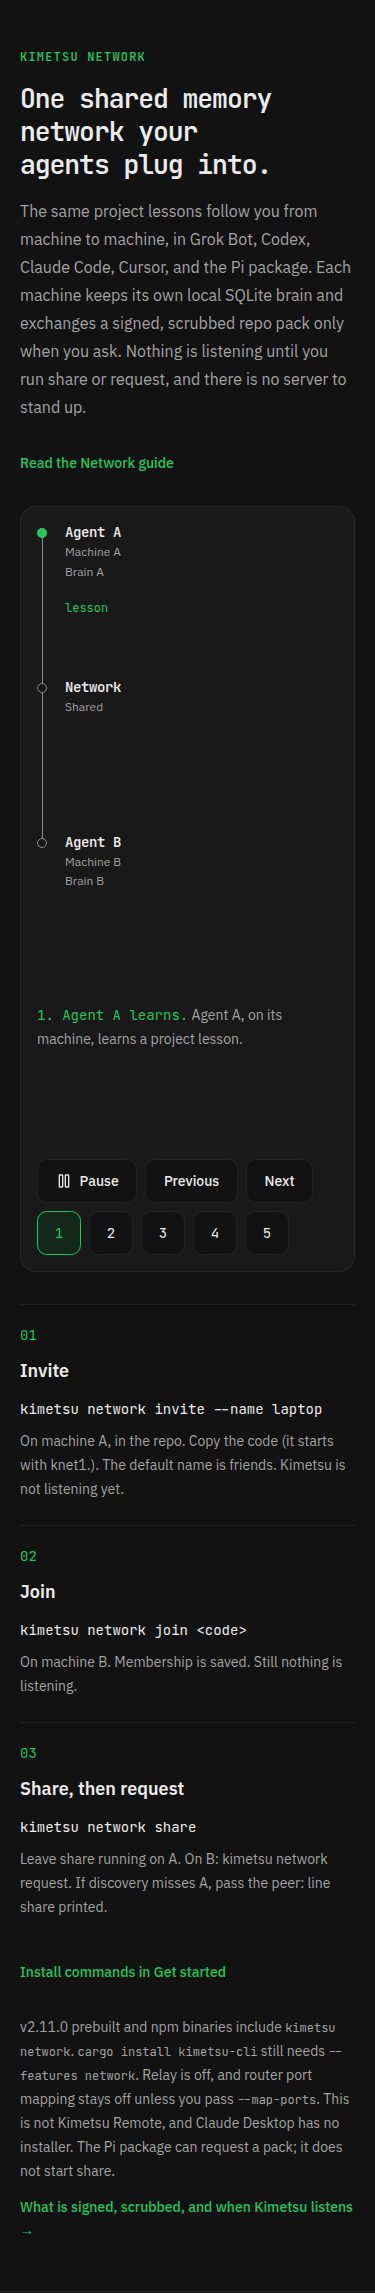 KIMETSU NETWORK
One shared memory
network your
agents plug into.
The same project lessons follow you from
machine to machine, in Grok Bot, Codex,
Claude Code, Cursor, and the Pi package. Each
machine keeps its own local SQLite brain and
exchanges a signed, scrubbed repo pack only
when you ask. Nothing is listening until you
run share or request, and there is no server to
stand up.
Read the Network guide
Agent A
Machine A
Brain A
lesson
Network
Shared
Agent B
Machine B
Brain B
1. Agent A learns. Agent A, on its
machine, learns a project lesson.
Pause Previous Next
1 2 3 4 5
01
Invite
kimetsu network invite --name laptop
On machine A, in the repo. Copy the code (it starts
with knet1.). The default name is friends. Kimetsu is
not listening yet.
02
Join
kimetsu network join <code>
On machine B. Membership is saved. Still nothing is
listening.
03
Share, then request
kimetsu network share
Leave share running on A. On B: kimetsu network
request. If discovery misses A, pass the peer: line
share printed.
Install commands in Get started
v2.11.0 prebuilt and npm binaries include kimetsu
network. cargo install kimetsu-cli still needs --
features network. Relay is off, and router port
mapping stays off unless you pass --map-ports. This
is not Kimetsu Remote, and Claude Desktop has no
installer. The Pi package can request a pack; it does
not start share.
What is signed, scrubbed, and when Kimetsu listens
→